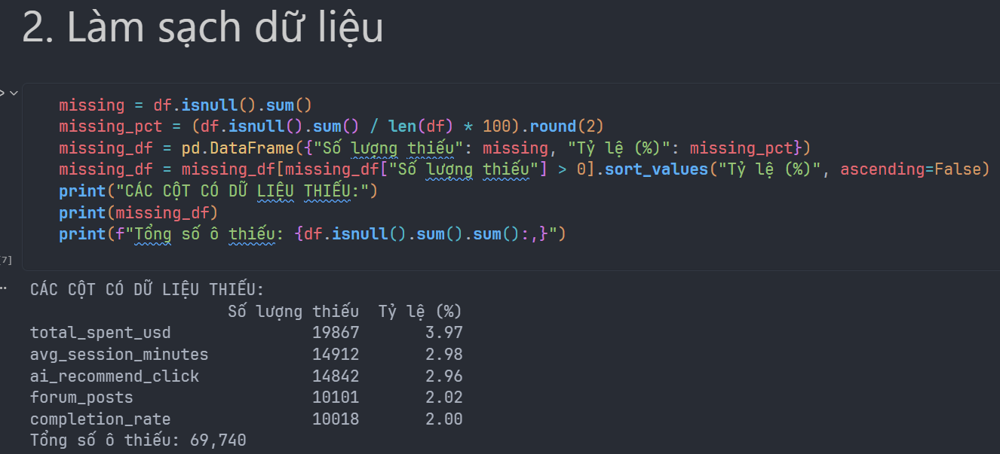 2. Làm sạch dữ liệu
missing = df.isnull().sum()
missing_pct = (df.isnull().sum() / len(df) * 100).round(2)
missing_df = pd.DataFrame({"Số lượng thiếu": missing, "Tỷ lệ (%)": missing_pct})
missing_df = missing_df[missing_df["Số lượng thiếu"] > 0].sort_values("Tỷ lệ (%)", ascending=False)
print("CÁC CỘT CÓ DỮ LIỆU THIẾU:")
print(missing_df)
print(f"Tổng số ô thiếu: {df.isnull().sum().sum():,}")
7]
CÁC CỘT CÓ DỮ LIỆU THIẾU:
Số lượng thiếu Tỷ lệ (%)
total_spent_usd 19867 3.97
avg_session_minutes 14912 2.98
ai_recommend_click 14842 2.96
forum_posts 10101 2.02
completion_rate 10018 2.00
Tổng số ô thiếu: 69,740